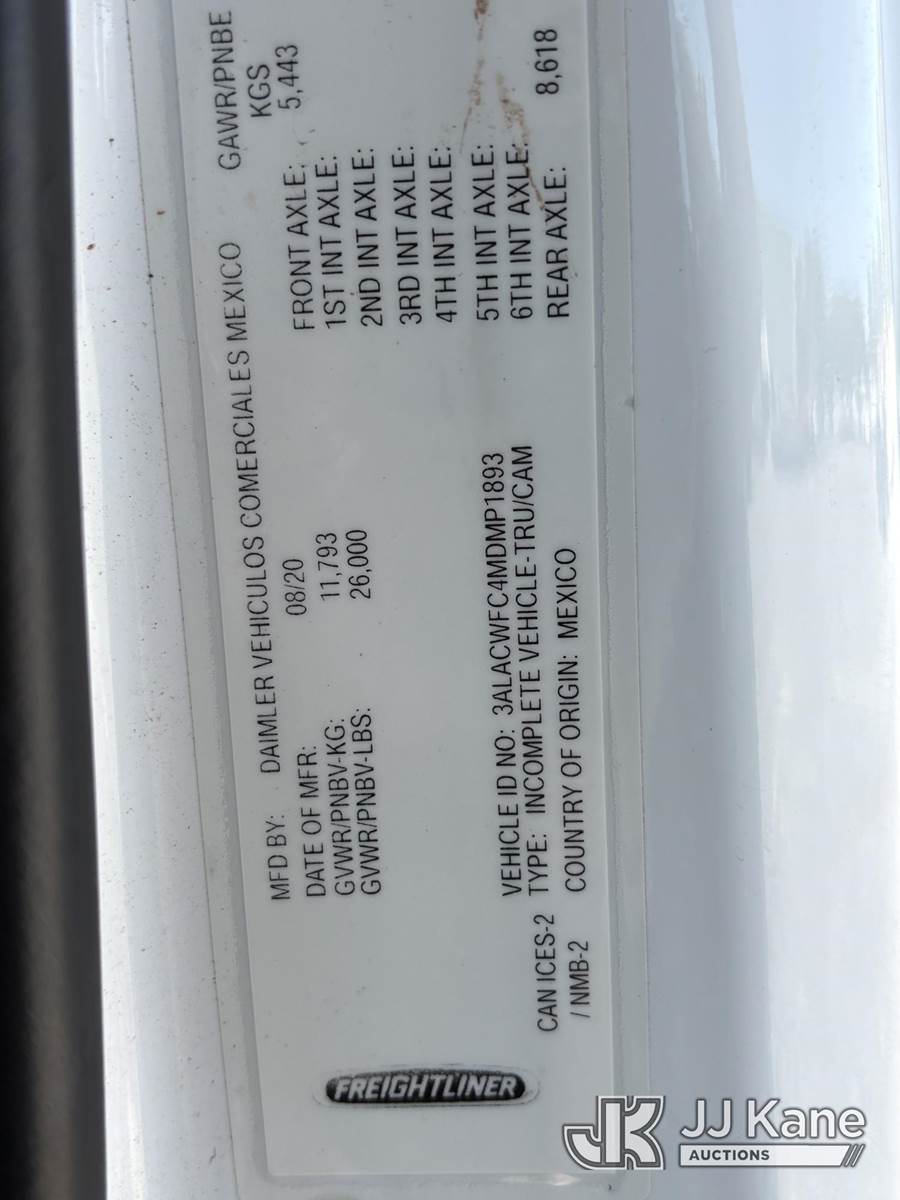 FREIGHTLINER
MFD BY: DAIMLER VEHICULOS COMERCIALES MEXICO GAWR/PNBE
DATE OF MFR: 08/20 KGS
GVWR/PNBV-KG: 11,793 FRONT AXLE: 5,443
GVWR/PNBV-LBS: 26,000 1ST INT AXLE:
2ND INT AXLE:
3RD INT AXLE:
4TH INT AXLE:
5TH INT AXLE:
6TH INT AXLE:
REAR AXLE: 8,618
VEHICLE ID NO: 3ALACWFC4MDMP1893
CAN ICES-2 TYPE: INCOMPLETE VEHICLE-TRU/CAM
/ NMB-2 COUNTRY OF ORIGIN: MEXICO
JK JJ Kane
AUCTIONS